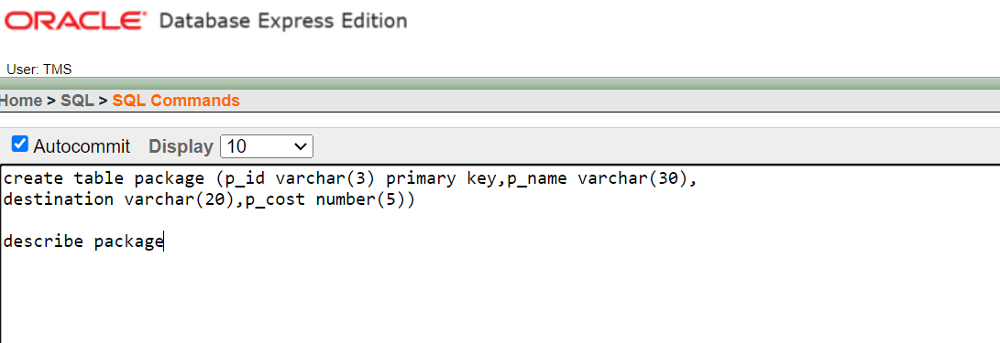 ORACLE Database Express Edition
User: TMS
Home > SQL > SQL Commands
Autocommit Display 10
create table package (p_id varchar(3) primary key,p_name varchar(30),
destination varchar(20),p_cost number(5))
describe package